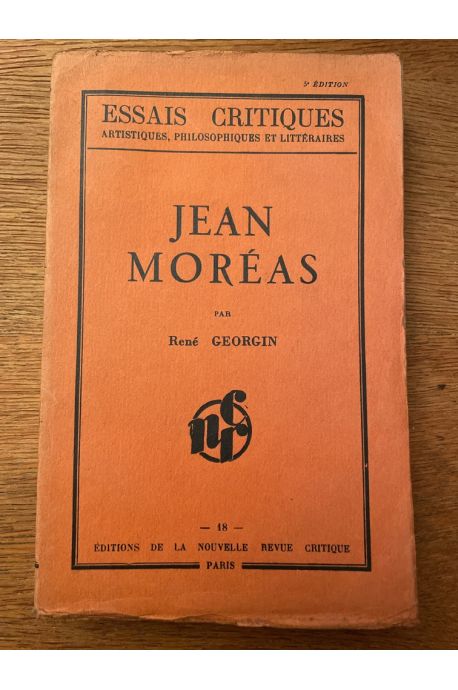 5e ÉDITION
ESSAIS CRITIQUES
ARTISTIQUES, PHILOSOPHIQUES ET LITTÉRAIRES
JEAN
MORÉAS
PAR
René GEORGIN
nrc
— 18 —
ÉDITIONS DE LA NOUVELLE REVUE CRITIQUE
PARIS